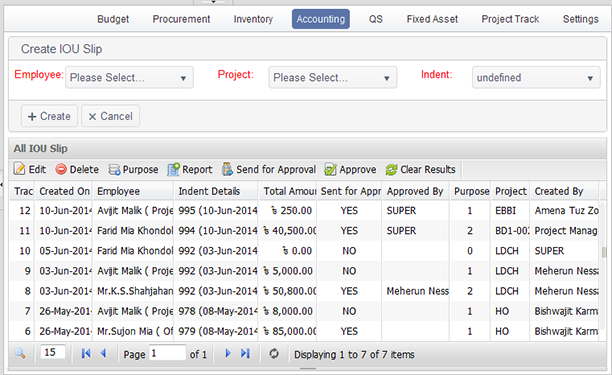 Budget Procurement Inventory Accounting QS Fixed Asset Project Track Settings
Create IOU Slip
Employee: Please Select... Project: Please Select... Indent: undefined
+ Create × Cancel
All IOU Slip
Edit Delete Purpose Report Send for Approval Approve Clear Results
Trac Created On Employee Indent Details Total Amoun Sent for Appr Approved By Purpose Project Created By
12 10-Jun-2014 Avijit Malik ( Proje 995 (10-Jun-2014 ৳ 250.00 YES SUPER 1 EBBI Amena Tuz Zo
11 10-Jun-2014 Farid Mia Khondol 994 (10-Jun-2014 ৳ 40,500.00 YES SUPER 2 BD1-002 Project Manag
10 05-Jun-2014 Farid Mia Khondol 992 (03-Jun-2014 ৳ 0.00 NO 0 LDCH SUPER
9 03-Jun-2014 Avijit Malik ( Proje 992 (03-Jun-2014 ৳ 5,000.00 NO 1 LDCH Meherun Ness
8 03-Jun-2014 Mr.K.S.Shahjahan 992 (03-Jun-2014 ৳ 50,800.00 YES Meherun Nessa 2 LDCH Meherun Ness
7 26-May-2014 Avijit Malik ( Proje 978 (08-May-2014 ৳ 8,000.00 NO 1 HO Bishwajit Karm
6 26-May-2014 Mr.Sujon Mia ( Of 979 (08-May-2014 ৳ 85,000.00 YES 1 HO Bishwajit Karm
15 Page 1 of 1 Displaying 1 to 7 of 7 items